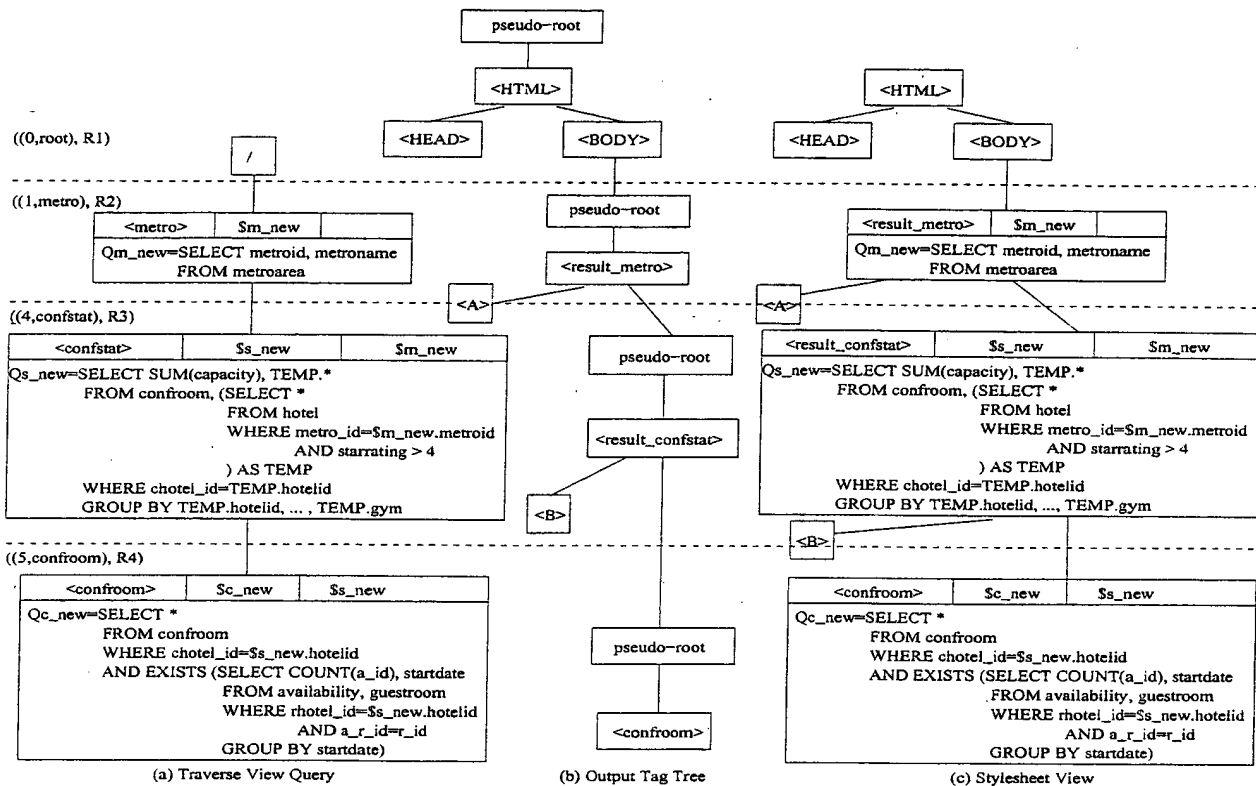 pseudo-root
<HTML>
<HEAD>
<BODY>
<HTML>
<HEAD>
<BODY>
((0,root), R1)
/
((1,metro), R2)
<metro> $m_new
Qm_new=SELECT metroid, metroname
FROM metroarea
pseudo-root
<result_metro>
<A>
<result_metro> $m_new
Qm_new=SELECT metroid, metroname
FROM metroarea
<A>
((4,confstat), R3)
<confstat> $s_new $m_new
Qs_new=SELECT SUM(capacity), TEMP.*
FROM confroom, (SELECT *
FROM hotel
WHERE metro_id=$m_new.metroid
AND starrating > 4
) AS TEMP
WHERE chotel_id=TEMP.hotelid
GROUP BY TEMP.hotelid, ... , TEMP.gym
pseudo-root
<result_confstat>
<B>
<result_confstat> $s_new $m_new
Qs_new=SELECT SUM(capacity), TEMP.*
FROM confroom, (SELECT *
FROM hotel
WHERE metro_id=$m_new.metroid
AND starrating > 4
) AS TEMP
WHERE chotel_id=TEMP.hotelid
GROUP BY TEMP.hotelid, ..., TEMP.gym
<B>
((5,confroom), R4)
<confroom> $c_new $s_new
Qc_new=SELECT *
FROM confroom
WHERE chotel_id=$s_new.hotelid
AND EXISTS (SELECT COUNT(a_id), startdate
FROM availability, guestroom
WHERE rhotel_id=$s_new.hotelid
AND a_r_id=r_id
GROUP BY startdate)
pseudo-root
<confroom>
<confroom> $c_new $s_new
Qc_new=SELECT *
FROM confroom
WHERE chotel_id=$s_new.hotelid
AND EXISTS (SELECT COUNT(a_id), startdate
FROM availability, guestroom
WHERE rhotel_id=$s_new.hotelid
AND a_r_id=r_id
GROUP BY startdate)
(a) Traverse View Query
(b) Output Tag Tree
(c) Stylesheet View